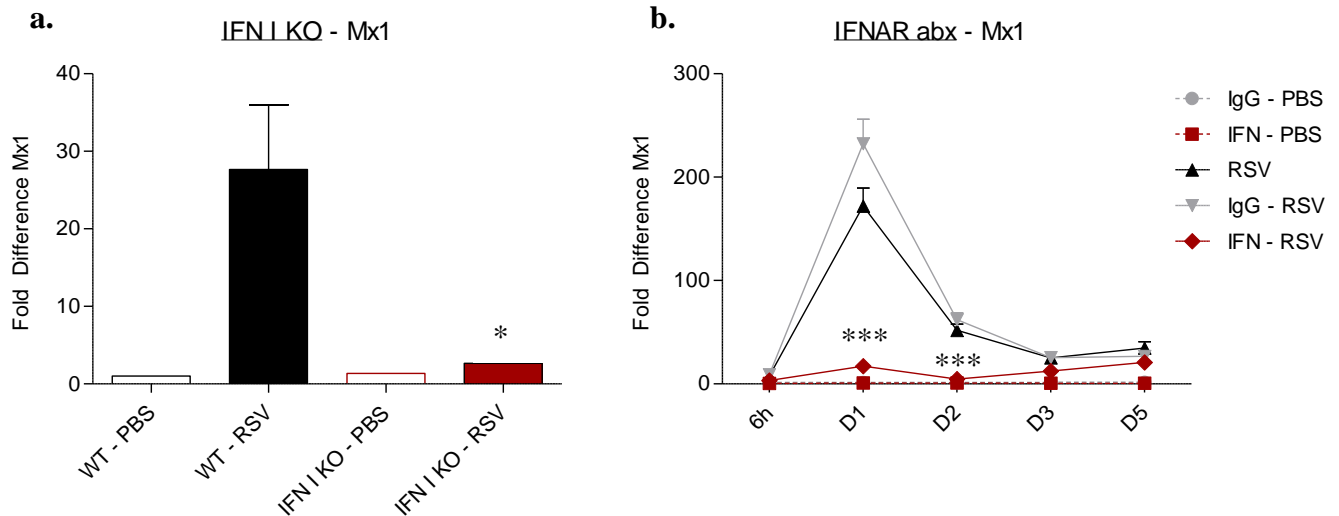 a.
IFN I KO - Mx1
Fold Difference Mx1
40
30
20
10
0
*
WT - PBS
WT - RSV
IFN I KO - PBS
IFN I KO - RSV
b.
IFNAR abx - Mx1
Fold Difference Mx1
300
200
100
0
***
***
6h
D1
D2
D3
D5
IgG - PBS
IFN - PBS
RSV
IgG - RSV
IFN - RSV